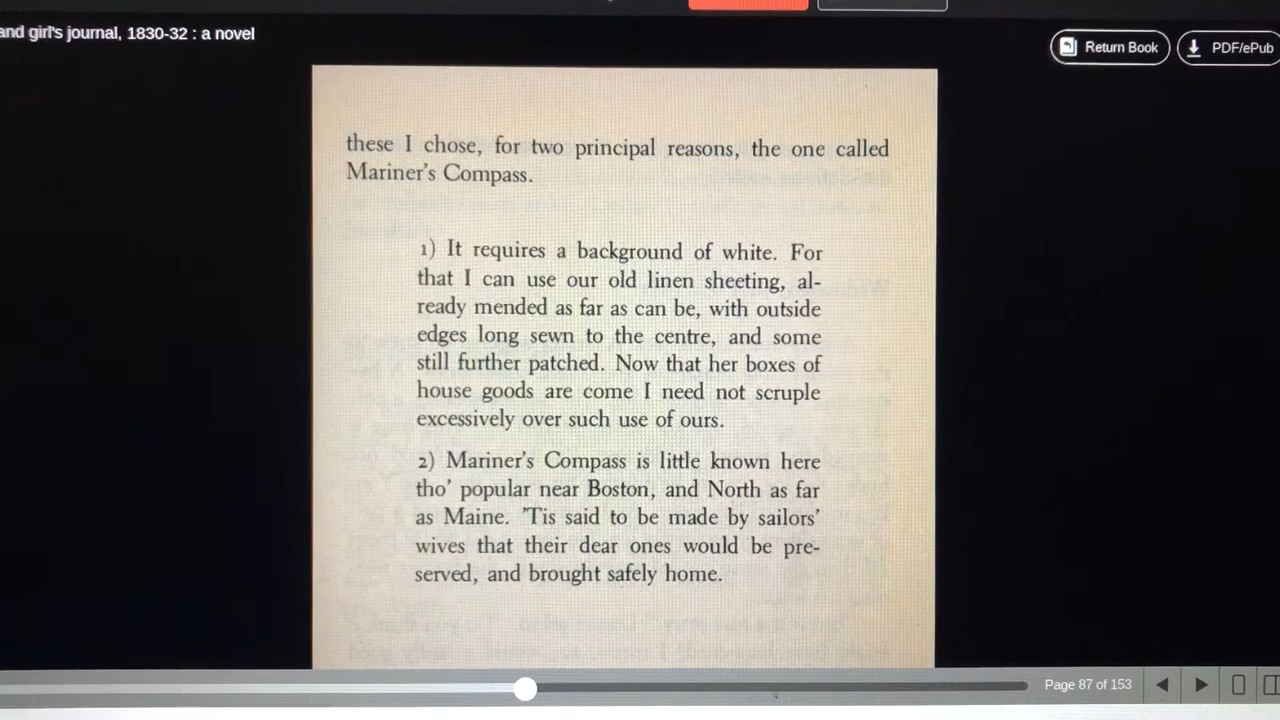 and girl's journal, 1830-32 : a novel
Return Book
PDF/ePub
these I chose, for two principal reasons, the one called
Mariner's Compass.
1) It requires a background of white. For
that I can use our old linen sheeting, al-
ready mended as far as can be, with outside
edges long sewn to the centre, and some
still further patched. Now that her boxes of
house goods are come I need not scruple
excessively over such use of ours.
2) Mariner's Compass is little known here
tho' popular near Boston, and North as far
as Maine. 'Tis said to be made by sailors'
wives that their dear ones would be pre-
served, and brought safely home.
Page 87 of 153